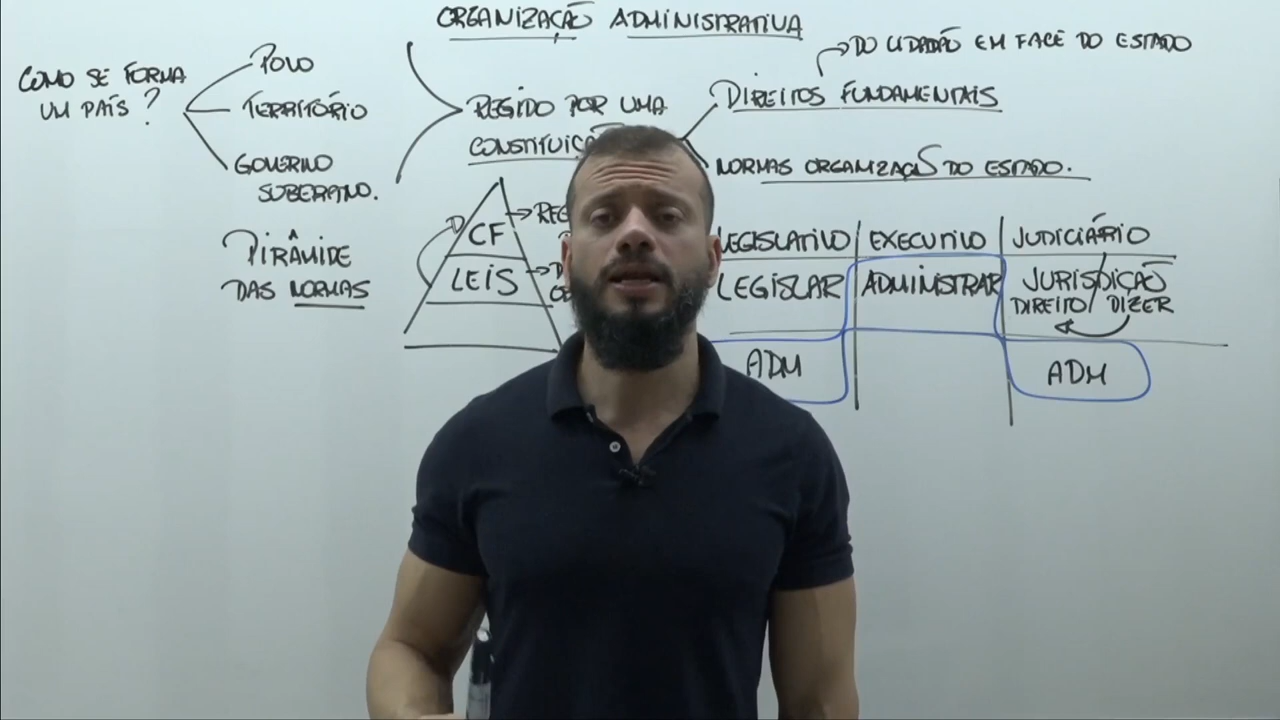 ORGANIZAÇÃO ADMINISTRATIVA
DO CIDADÃO EM FACE DO ESTADO
COMO SE FORMA
UM PAÍS?
POVO
TERRITÓRIO
GOVERNO
SOBERANO.
REGIDO POR UMA
DIREITOS FUNDAMENTAIS
NORMAS ORGANIZAÇÃO DO ESTADO.
PIRÂMIDE
DAS NORMAS
CF
LEIS
LEGISLATIVO EXECUTIVO JUDICIÁRIO
LEGISLAR ADMINISTRAR JURISDIÇÃO
DIREITO/DIZER
ADM ADM